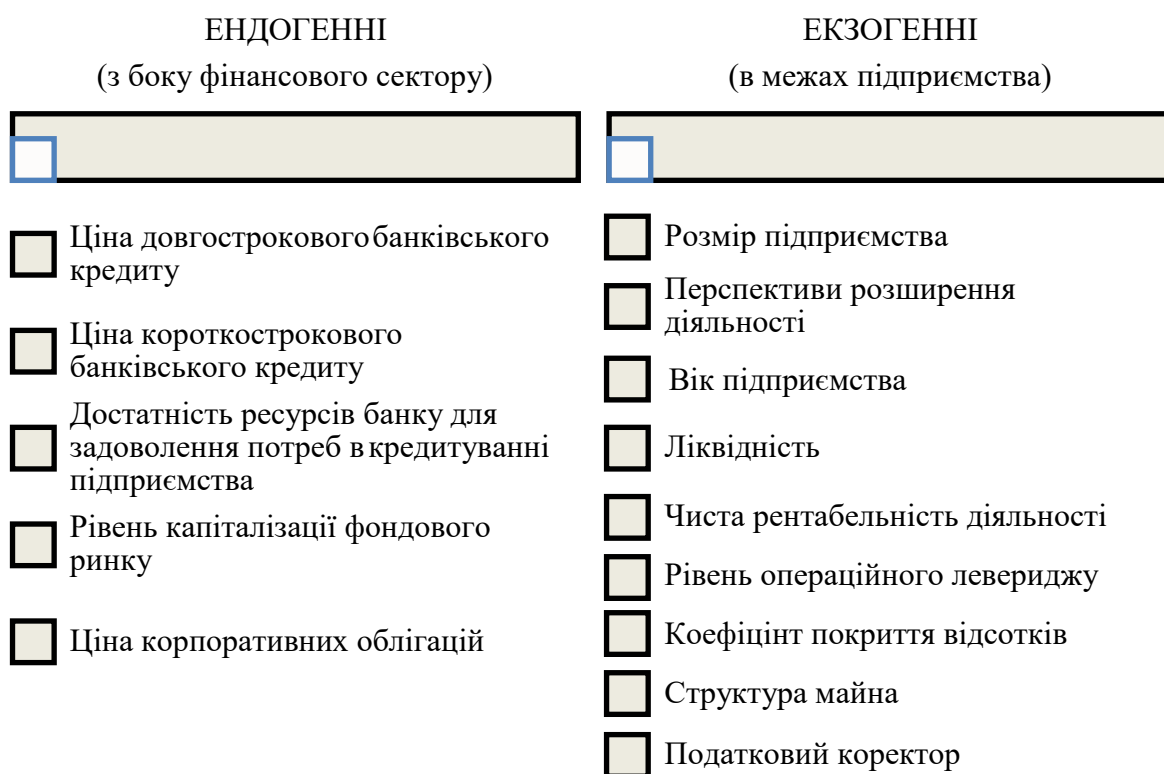 ЕНДОГЕННІ
(з боку фінансового сектору)
Ціна довгострокового банківського
кредиту
Ціна короткострокового
банківського кредиту
Достатність ресурсів банку для
задоволення потреб в кредитуванні
підприємства
Рівень капіталізації фондового
ринку
Ціна корпоративних облігацій
ЕКЗОГЕННІ
(в межах підприємства)
Розмір підприємства
Перспективи розширення
діяльності
Вік підприємства
Ліквідність
Чиста рентабельність діяльності
Рівень операційного левериджу
Коефіцінт покриття відсотків
Структура майна
Податковий коректор